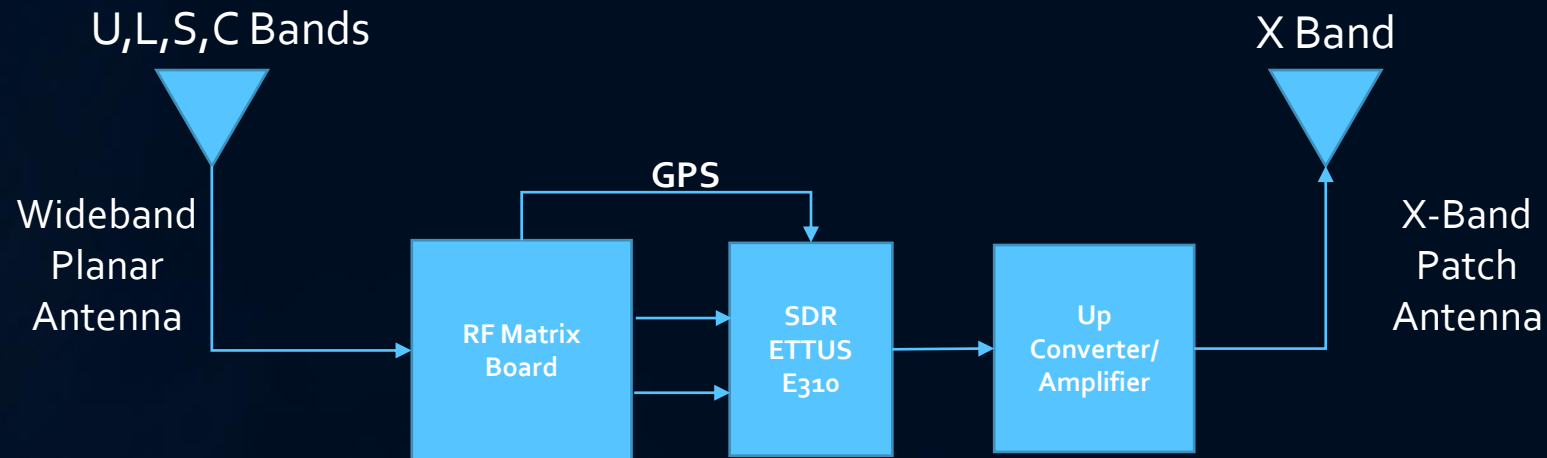 U,L,S,C Bands
X Band
GPS
Wideband
Planar
Antenna
RF Matrix
Board
SDR
ETTUS
E310
Up
Converter/
Amplifier
X-Band
Patch
Antenna